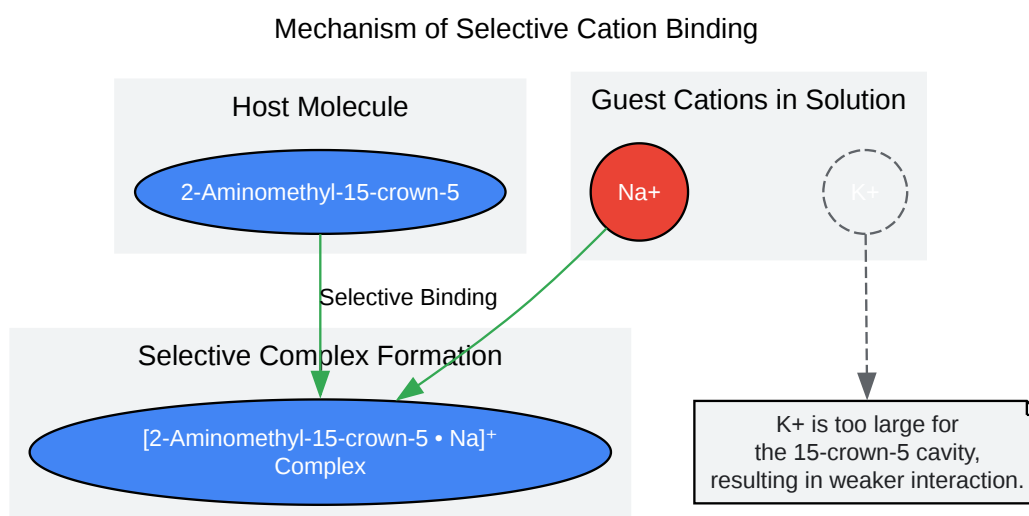 Mechanism of Selective Cation Binding
Host Molecule
Guest Cations in Solution
2-Aminomethyl-15-crown-5
Na+
K+
Selective Binding
Selective Complex Formation
[2-Aminomethyl-15-crown-5 • Na]⁺
Complex
K+ is too large for
the 15-crown-5 cavity,
resulting in weaker interaction.